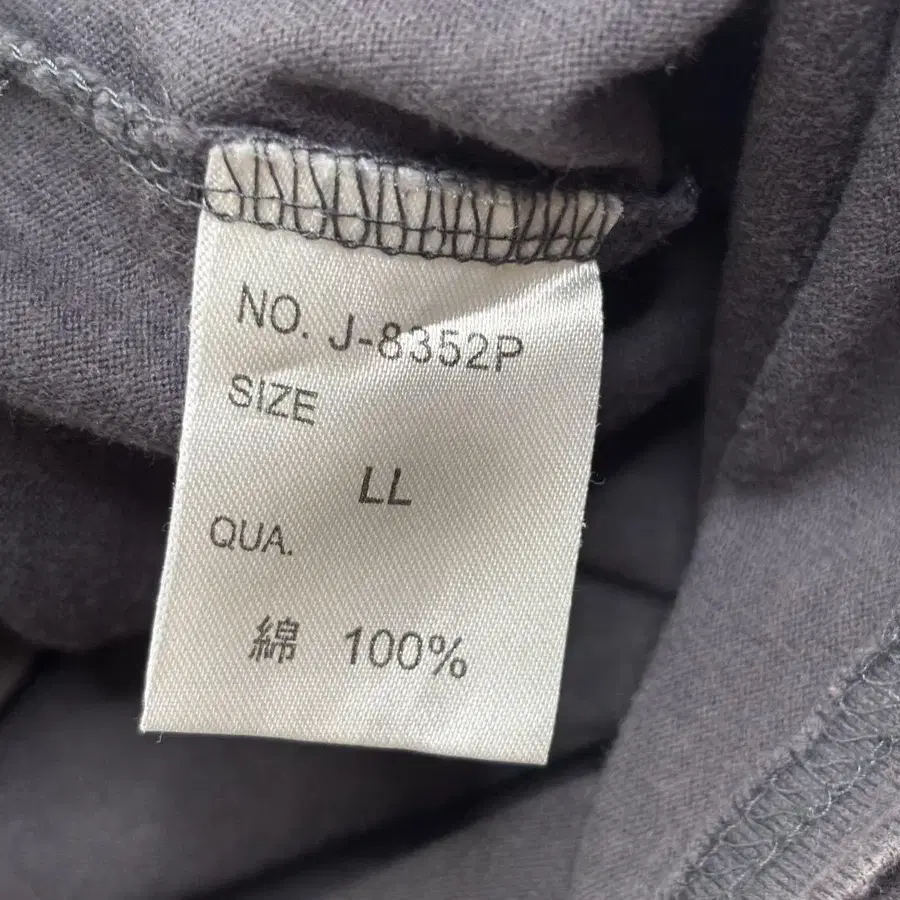 NO. J-8352P
SIZE
LL
QUA.
綿 100%